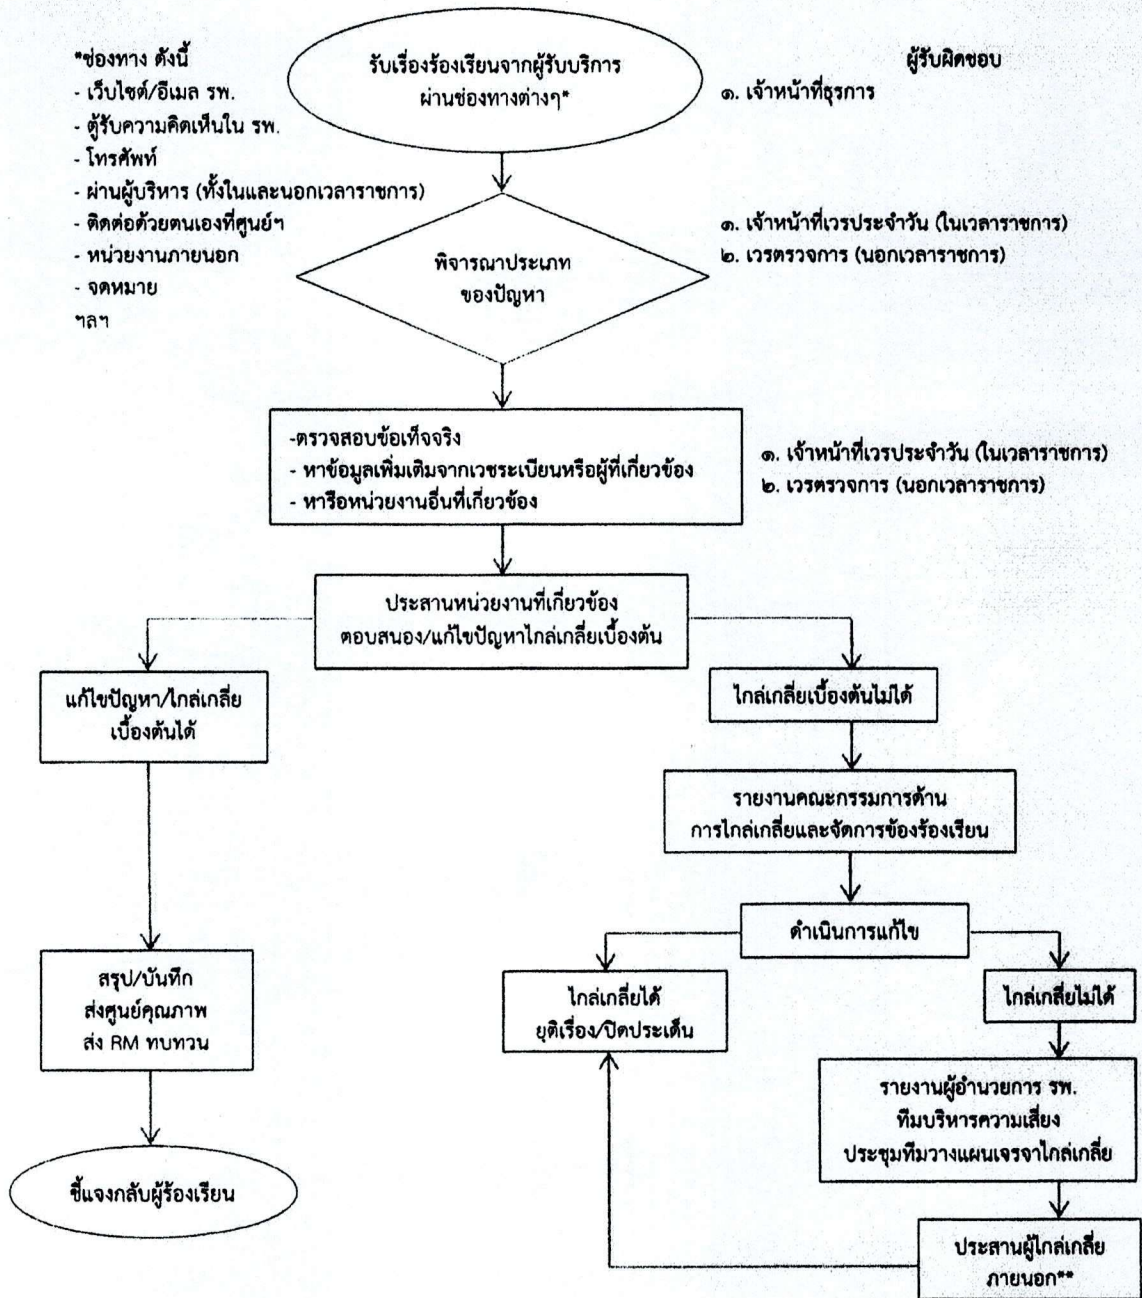 *ช่องทาง ดังนี้
- เว็บไซต์/อีเมล รพ.
- ตู้รับความคิดเห็นใน รพ.
- โทรศัพท์
- ผ่านผู้บริหาร (ทั้งในและนอกเวลาราชการ)
- ติดต่อด้วยตนเองที่ศูนย์ฯ
- หน่วยงานภายนอก
- จดหมาย
ฯลฯ
รับเรื่องร้องเรียนจากผู้รับบริการ
ผ่านช่องทางต่างๆ*
ผู้รับผิดชอบ
๑. เจ้าหน้าที่ธุรการ
พิจารณาประเภท
ของปัญหา
๑. เจ้าหน้าที่เวรประจำวัน (ในเวลาราชการ)
๒. เวรตรวจการ (นอกเวลาราชการ)
-ตรวจสอบข้อเท็จจริง
- หาข้อมูลเพิ่มเติมจากเวชระเบียนหรือผู้ที่เกี่ยวข้อง
- หารือหน่วยงานอื่นที่เกี่ยวข้อง
๑. เจ้าหน้าที่เวรประจำวัน (ในเวลาราชการ)
๒. เวรตรวจการ (นอกเวลาราชการ)
ประสานหน่วยงานที่เกี่ยวข้อง
ตอบสนอง/แก้ไขปัญหาไกล่เกลี่ยเบื้องต้น
แก้ไขปัญหา/ไกล่เกลี่ย
เบื้องต้นได้
ไกล่เกลี่ยเบื้องต้นไม่ได้
รายงานคณะกรรมการด้าน
การไกล่เกลี่ยและจัดการข้องร้องเรียน
ดำเนินการแก้ไข
สรุป/บันทึก
ส่งศูนย์คุณภาพ
ส่ง RM ทบทวน
ไกล่เกลี่ยได้
ยุติเรื่อง/ปิดประเด็น
ไกล่เกลี่ยไม่ได้
รายงานผู้อำนวยการ รพ.
ทีมบริหารความเสี่ยง
ประชุมทีมวางแผนเจรจาไกล่เกลี่ย
ชี้แจงกลับผู้ร้องเรียน
ประสานผู้ไกล่เกลี่ย
ภายนอก**